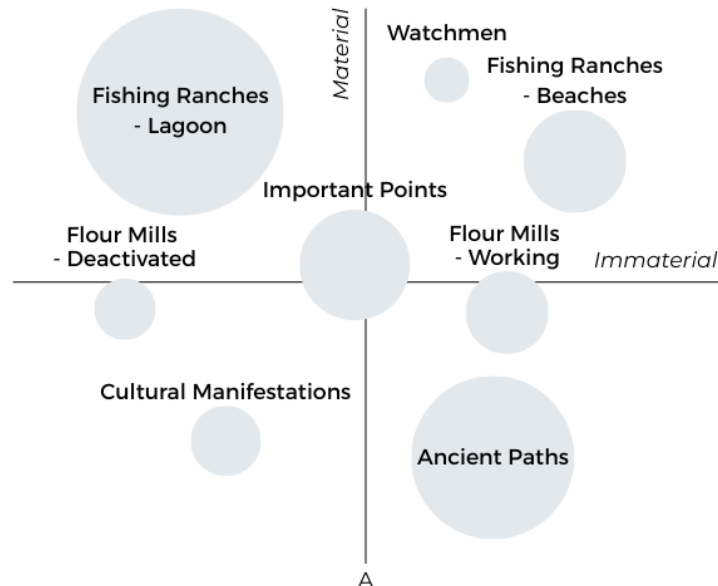 Material
Watchmen
Fishing Ranches
- Beaches
Fishing Ranches
- Lagoon
Important Points
Flour Mills
- Deactivated
Flour Mills
- Working
Immaterial
Cultural Manifestations
Ancient Paths
A